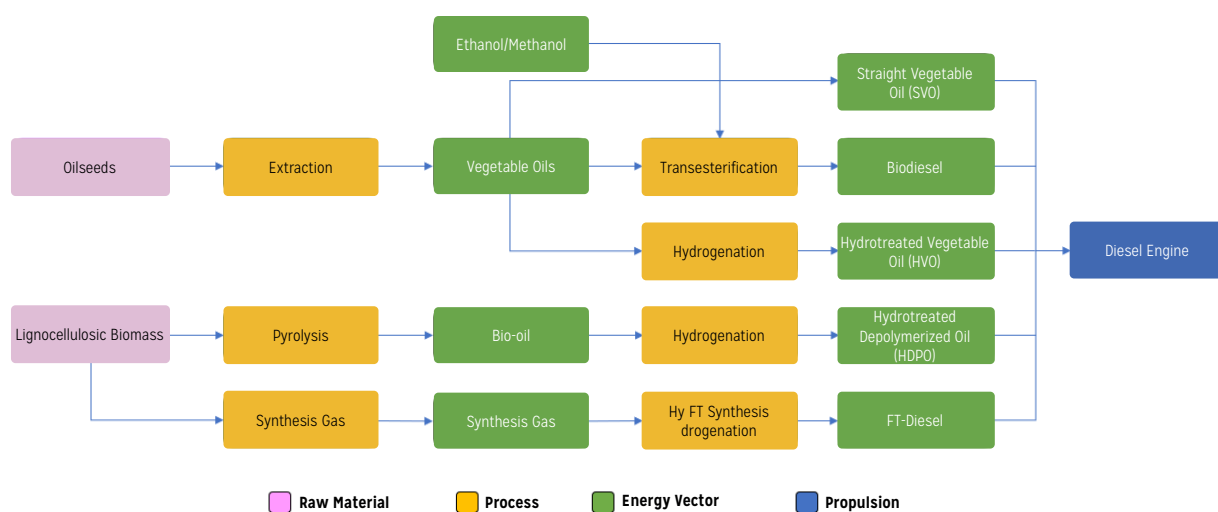 Ethanol/Methanol
Straight Vegetable
Oil (SVO)
Oilseeds
Extraction
Vegetable Oils
Transesterification
Biodiesel
Hydrogenation
Hydrotreated Vegetable
Oil (HVO)
Diesel Engine
Lignocellulosic Biomass
Pyrolysis
Bio-oil
Hydrogenation
Hydrotreated
Depolymerized Oil
(HDPO)
Synthesis Gas
Synthesis Gas
Hy FT Synthesis
drogenation
FT-Diesel
Raw Material
Process
Energy Vector
Propulsion